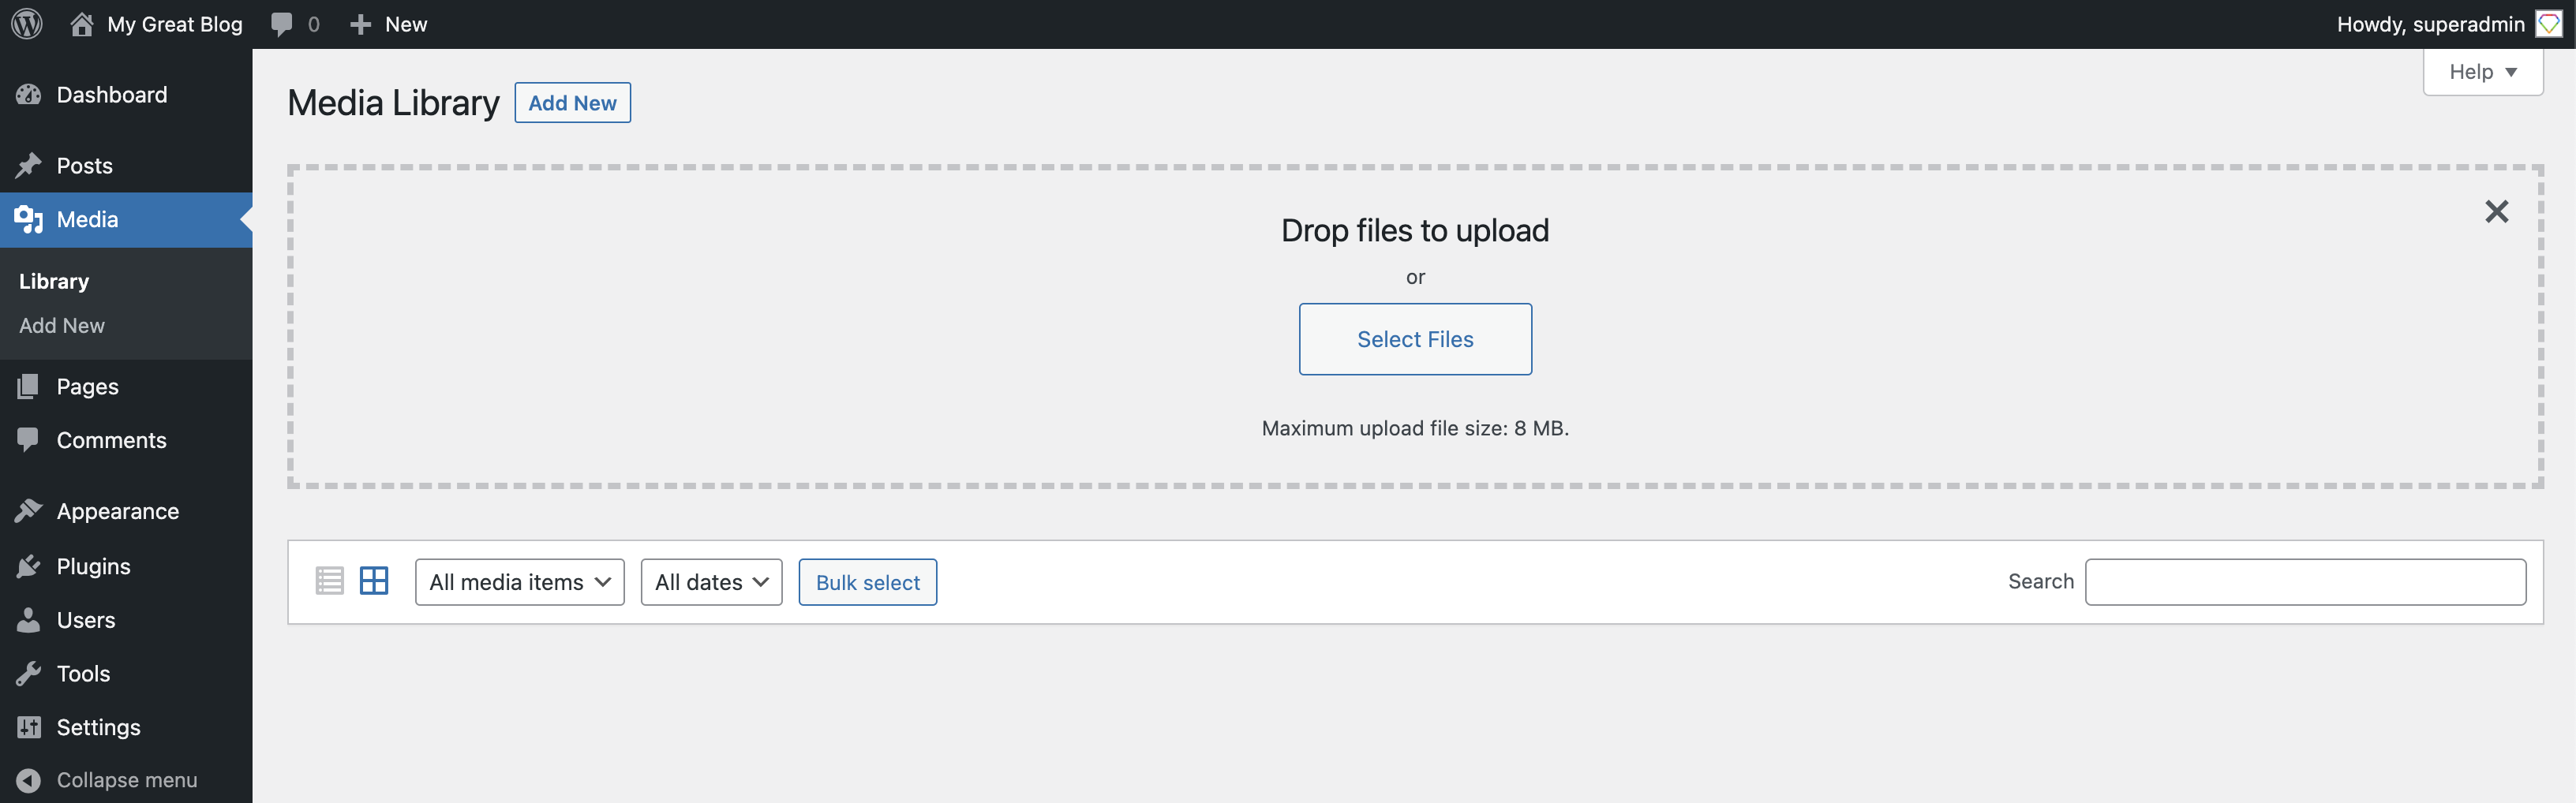 My Great Blog 0 New Howdy, superadmin
Help
Dashboard
Posts
Media
Library
Add New
Pages
Comments
Appearance
Plugins
Users
Tools
Settings
Collapse menu
Media Library Add New
Drop files to upload
or
Select Files
Maximum upload file size: 8 MB.
All media items All dates Bulk select Search